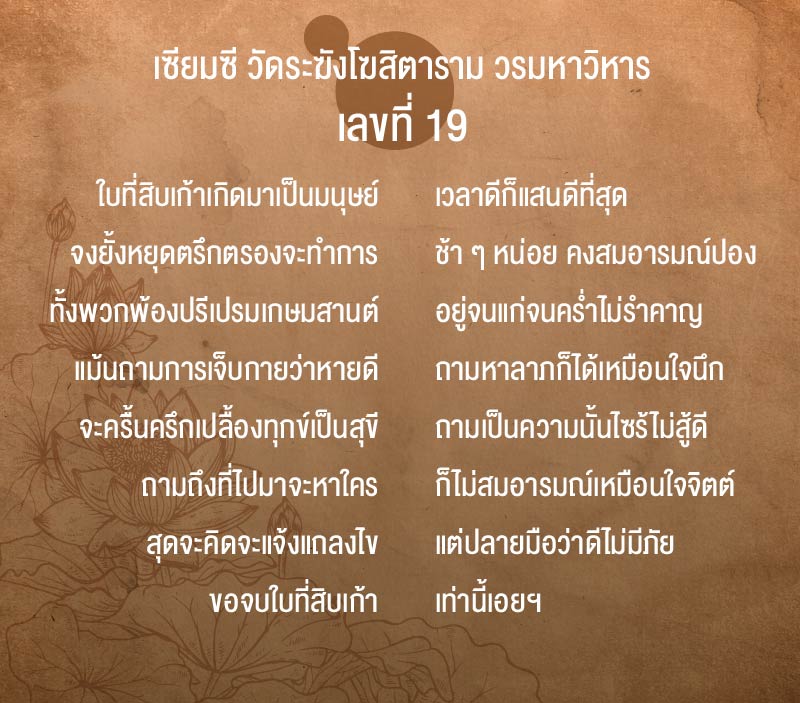 เซียมซี วัดระฆังโฆสิตาราม วรมหาวิหาร
เลขที่ 19
ใบที่สิบเก้าเกิดมาเป็นมนุษย์ เวลาดีก็แสนดีที่สุด
จงยั้งหยุดตรึกตรองจะทำการ ช้า ๆ หน่อย คงสมอารมณ์ปอง
ทั้งพวกพ้องปรีเปรมเกษมสานต์ อยู่จนแก่จนคร่ำไม่รำคาญ
แม้นถามการเจ็บกายว่าหายดี ถามหาลาภก็ได้เหมือนใจนึก
จะครื้นครึกเปลื้องทุกข์เป็นสุขี ถามเป็นความนั้นไซร้ไม่สู้ดี
ถามถึงที่ไปมาจะหาใคร ก็ไม่สมอารมณ์เหมือนใจจิตต์
สุดจะคิดจะแจ้งแถลงไข แต่ปลายมือว่าดีไม่มีภัย
ขอจบใบที่สิบเก้า เท่านี้เอยฯ